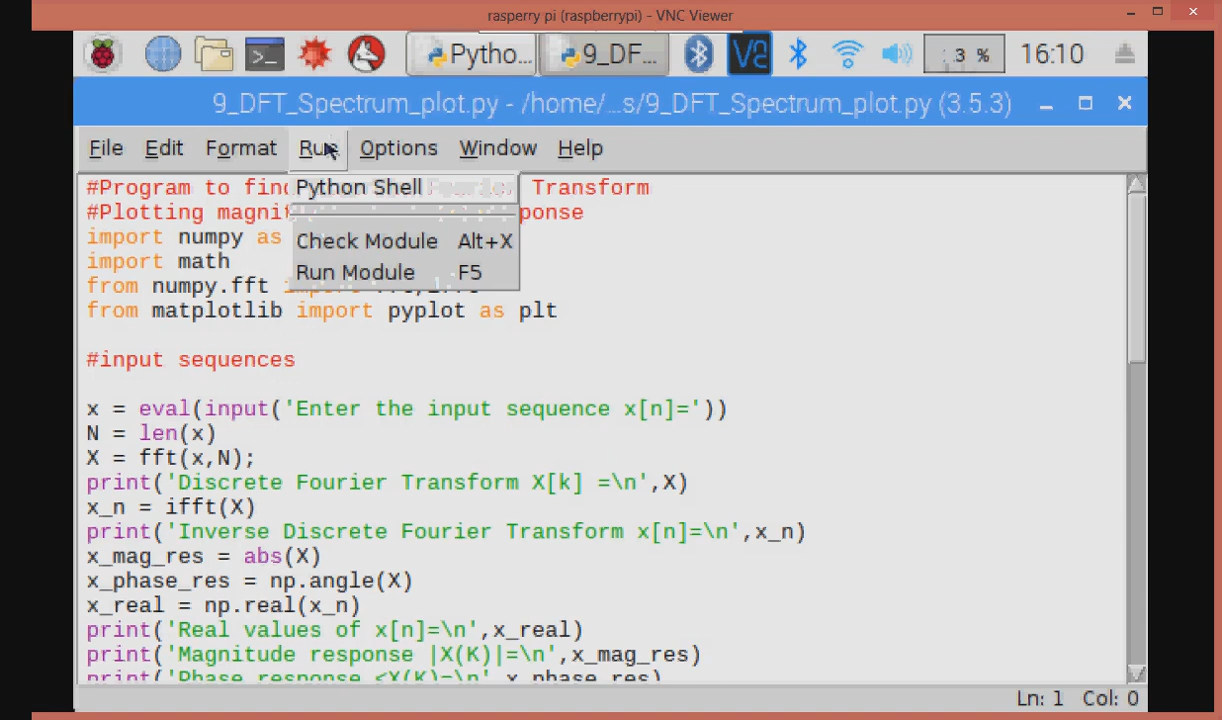 rasperry pi (raspberrypi) - VNC Viewer
Pytho... 9_DF... 3 % 16:10
9_DFT_Spectrum_plot.py - /home/...s/9_DFT_Spectrum_plot.py (3.5.3)
File Edit Format Run Options Window Help
#Program to find Transform
Python Shell
#Plotting magnit ponse
import numpy as
Check Module Alt+X
import math
Run Module F5
from numpy.fft
from matplotlib import pyplot as plt
#input sequences
x = eval(input('Enter the input sequence x[n]='))
N = len(x)
X = fft(x,N);
print('Discrete Fourier Transform X[k] =\n',X)
x_n = ifft(X)
print('Inverse Discrete Fourier Transform x[n]=\n',x_n)
x_mag_res = abs(X)
x_phase_res = np.angle(X)
x_real = np.real(x_n)
print('Real values of x[n]=\n',x_real)
print('Magnitude response |X(K)|=\n',x_mag_res)
print('Phase response <X(K)=\n',x_phase_res)
Ln: 1 Col: 0